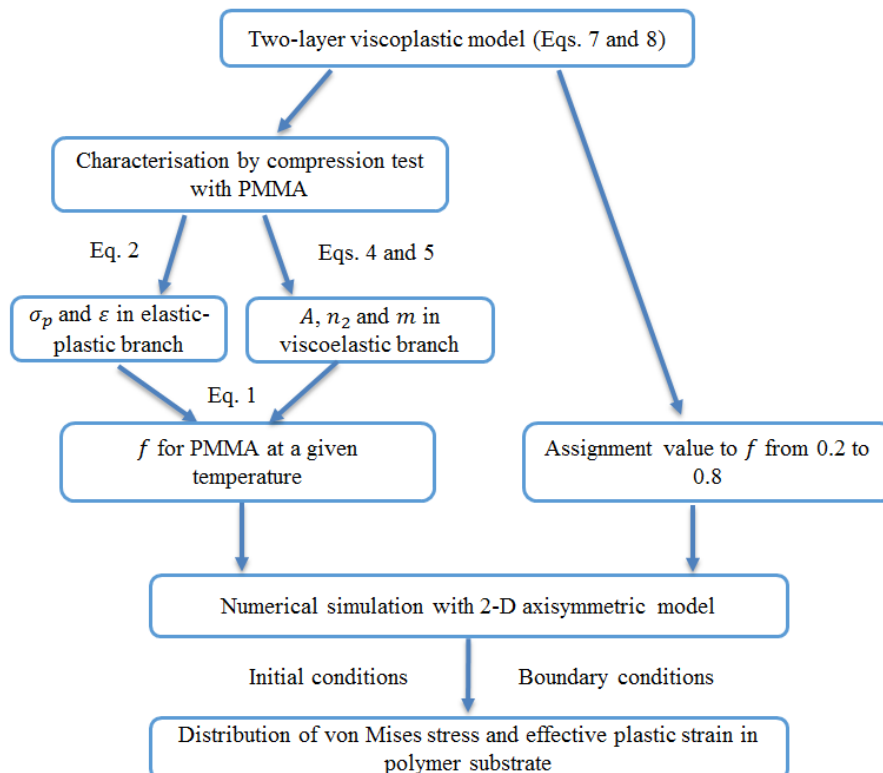 Two-layer viscoplastic model (Eqs. 7 and 8)
Characterisation by compression test
with PMMA
Eq. 2
Eqs. 4 and 5
σₚ and ε in elastic-
plastic branch
A, n₂ and m in
viscoelastic branch
Eq. 1
f for PMMA at a given
temperature
Assignment value to f from 0.2 to
0.8
Numerical simulation with 2-D axisymmetric model
Initial conditions
Boundary conditions
Distribution of von Mises stress and effective plastic strain in
polymer substrate